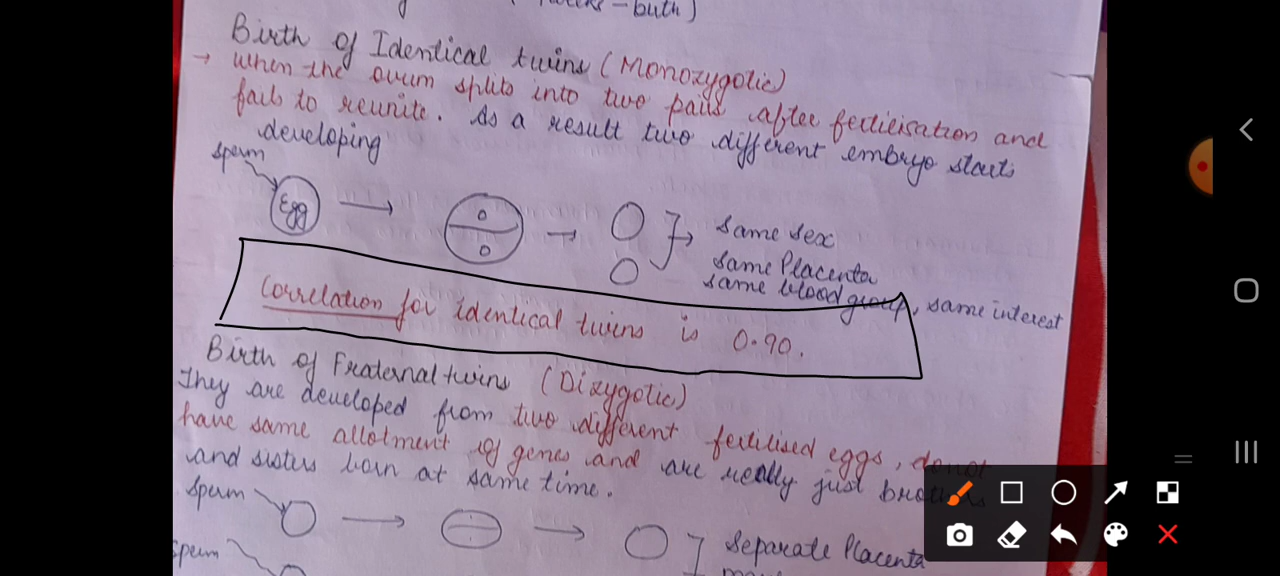 - buth)
Birth of Identical twins (Monozygotic)
→ when the ovum splits into two pairs after fertilisation and
fails to reunite. As a result two different embryo starts
developing
sperm
Egg
same sex
same Placenta
same blood group, same interest
Correlation for identical twins is 0.90.
Birth of Fraternal twins (Dizygotic)
They are developed from two different fertilised eggs, do not
have same allotment of genes and are really just
and sisters born at same time.
sperm
Separate Placenta
sperm